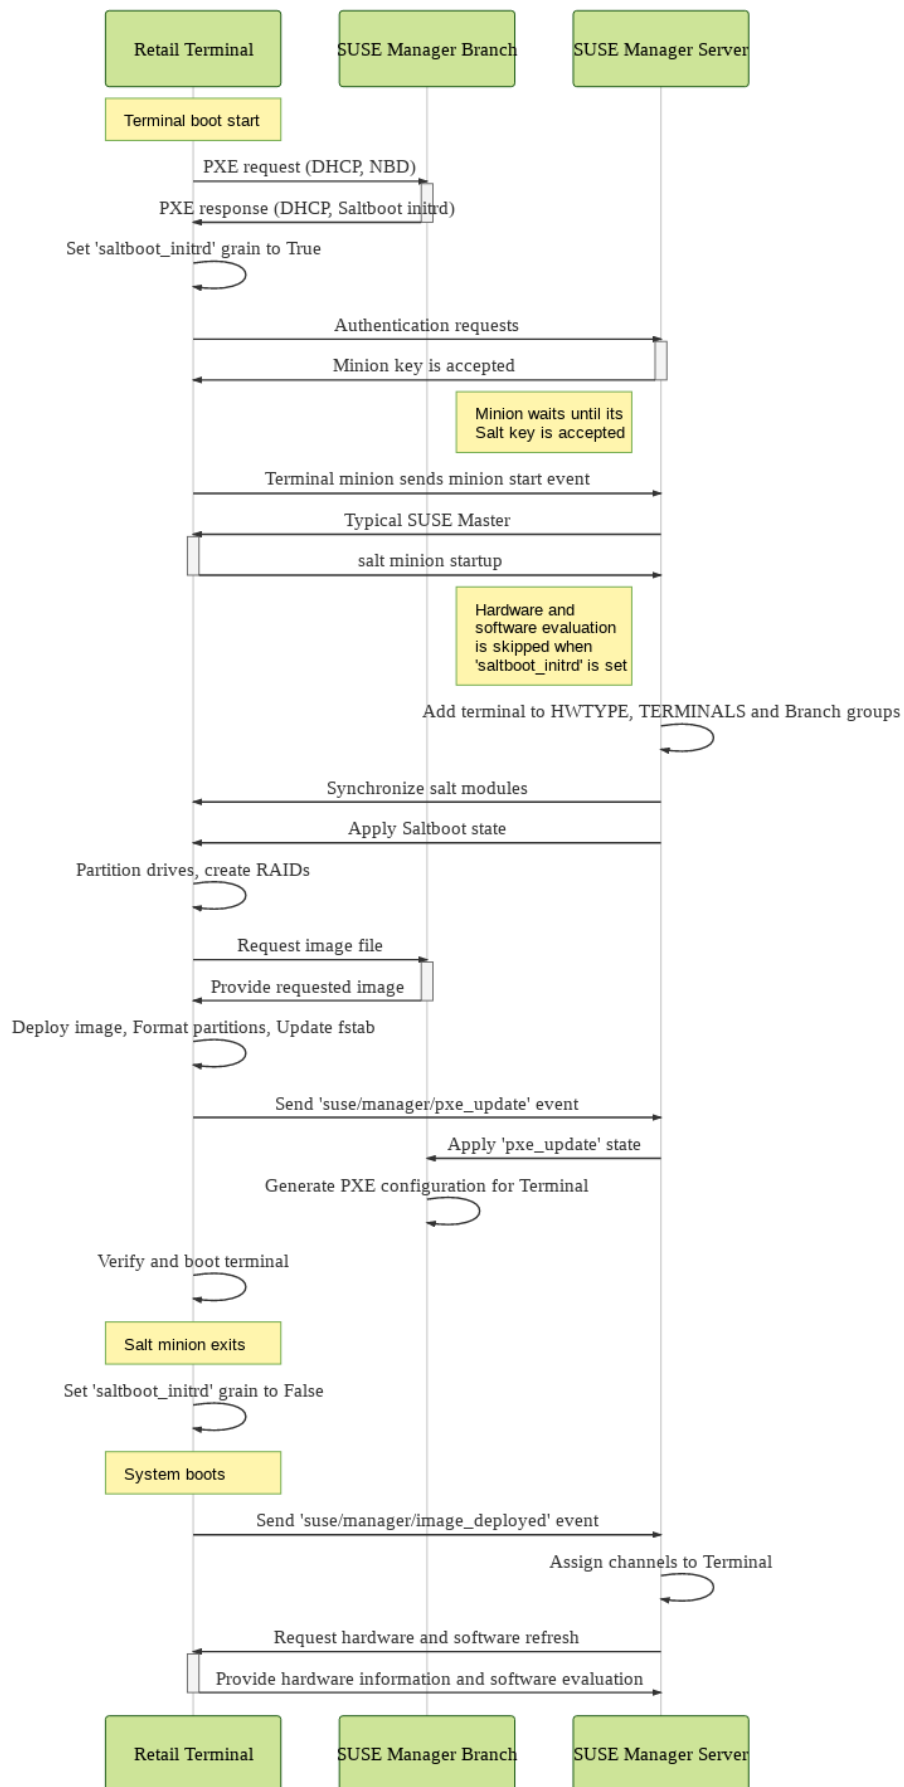 Retail Terminal
SUSE Manager Branch
SUSE Manager Server
Terminal boot start
PXE request (DHCP, NBD)
PXE response (DHCP, Saltboot initrd)
Set 'saltboot_initrd' grain to True
Authentication requests
Minion key is accepted
Minion waits until its
Salt key is accepted
Terminal minion sends minion start event
Typical SUSE Master
salt minion startup
Hardware and
software evaluation
is skipped when
'saltboot_initrd' is set
Add terminal to HWTYPE, TERMINALS and Branch groups
Synchronize salt modules
Apply Saltboot state
Partition drives, create RAIDs
Request image file
Provide requested image
Deploy image, Format partitions, Update fstab
Send 'suse/manager/pxe_update' event
Apply 'pxe_update' state
Generate PXE configuration for Terminal
Verify and boot terminal
Salt minion exits
Set 'saltboot_initrd' grain to False
System boots
Send 'suse/manager/image_deployed' event
Assign channels to Terminal
Request hardware and software refresh
Provide hardware information and software evaluation
Retail Terminal
SUSE Manager Branch
SUSE Manager Server